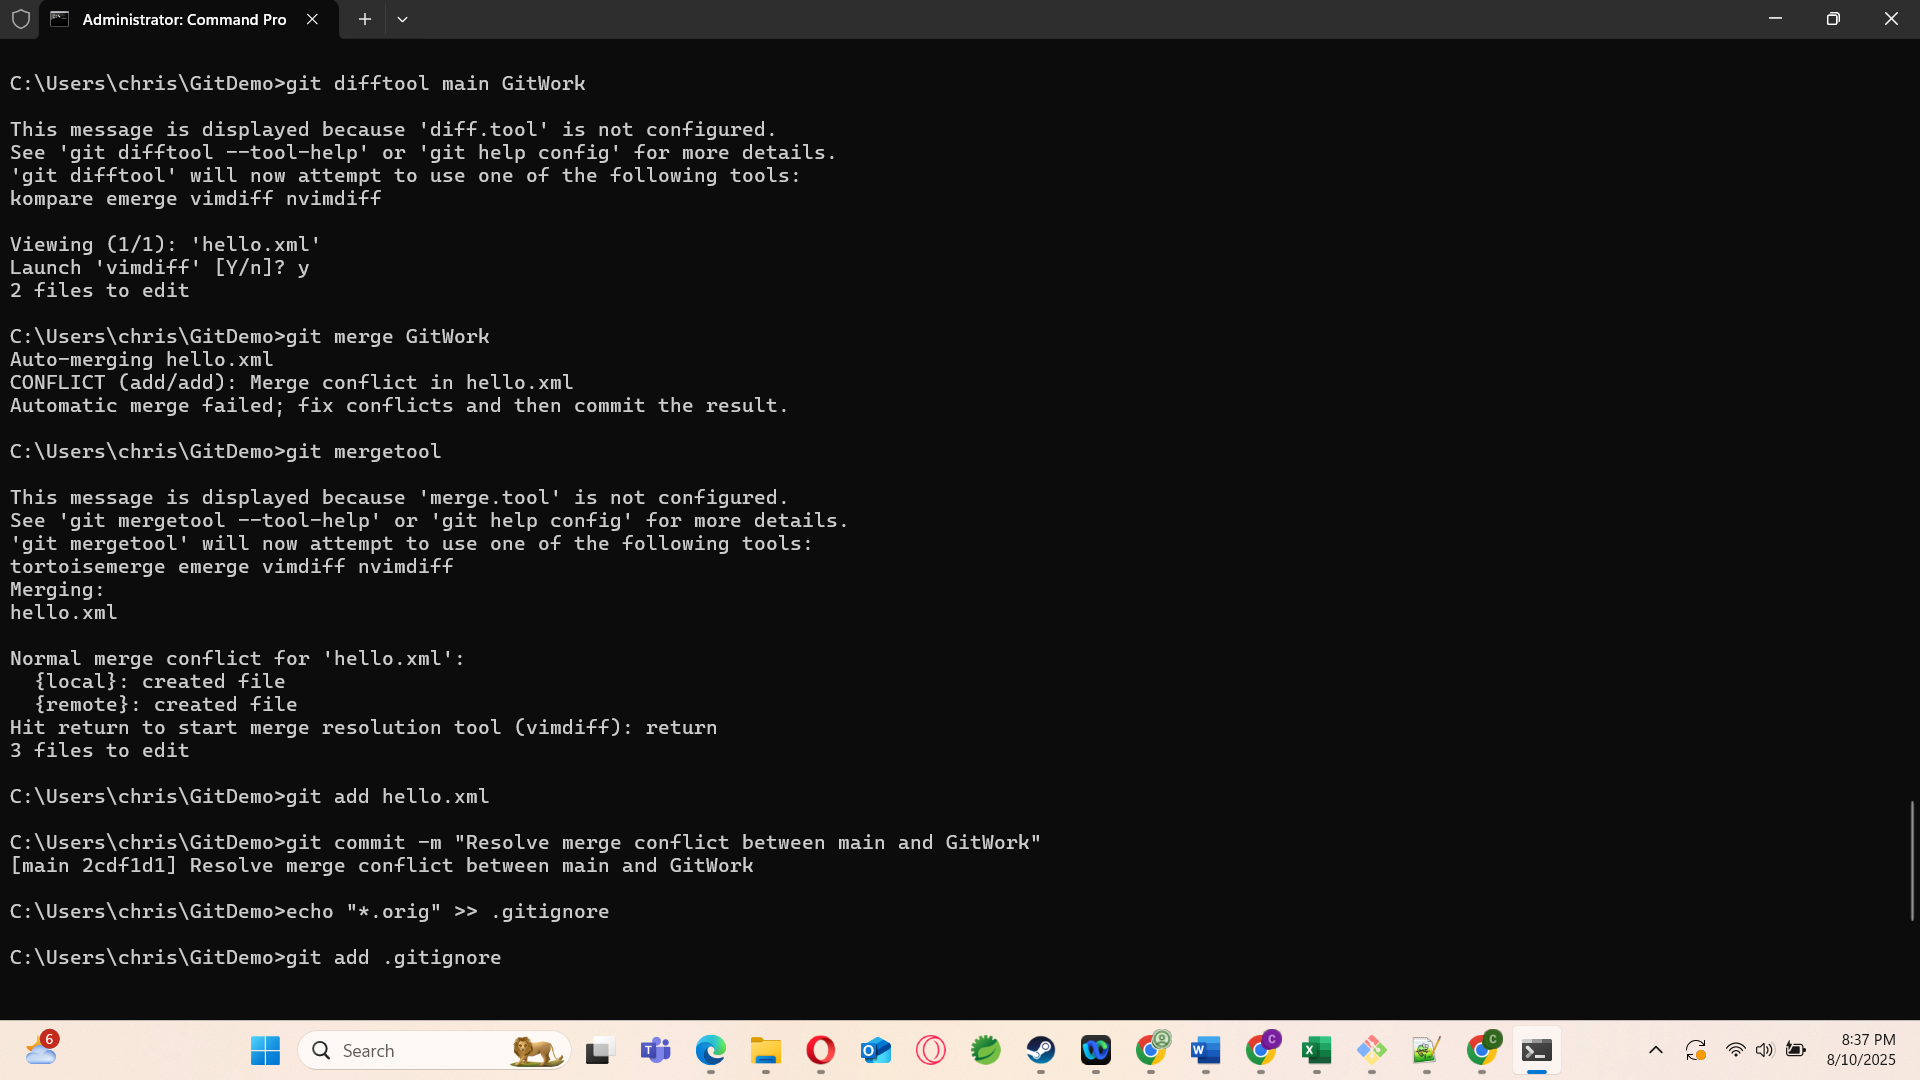 Administrator: Command Pro
C:\Users\chris\GitDemo>git difftool main GitWork
This message is displayed because 'diff.tool' is not configured.
See 'git difftool --tool-help' or 'git help config' for more details.
'git difftool' will now attempt to use one of the following tools:
kompare emerge vimdiff nvimdiff
Viewing (1/1): 'hello.xml'
Launch 'vimdiff' [Y/n]? y
2 files to edit
C:\Users\chris\GitDemo>git merge GitWork
Auto-merging hello.xml
CONFLICT (add/add): Merge conflict in hello.xml
Automatic merge failed; fix conflicts and then commit the result.
C:\Users\chris\GitDemo>git mergetool
This message is displayed because 'merge.tool' is not configured.
See 'git mergetool --tool-help' or 'git help config' for more details.
'git mergetool' will now attempt to use one of the following tools:
tortoisemerge emerge vimdiff nvimdiff
Merging:
hello.xml
Normal merge conflict for 'hello.xml':
  {local}: created file
  {remote}: created file
Hit return to start merge resolution tool (vimdiff): return
3 files to edit
C:\Users\chris\GitDemo>git add hello.xml
C:\Users\chris\GitDemo>git commit -m "Resolve merge conflict between main and GitWork"
[main 2cdf1d1] Resolve merge conflict between main and GitWork
C:\Users\chris\GitDemo>echo "*.orig" >> .gitignore
C:\Users\chris\GitDemo>git add .gitignore
6
Search
8:37 PM
8/10/2025